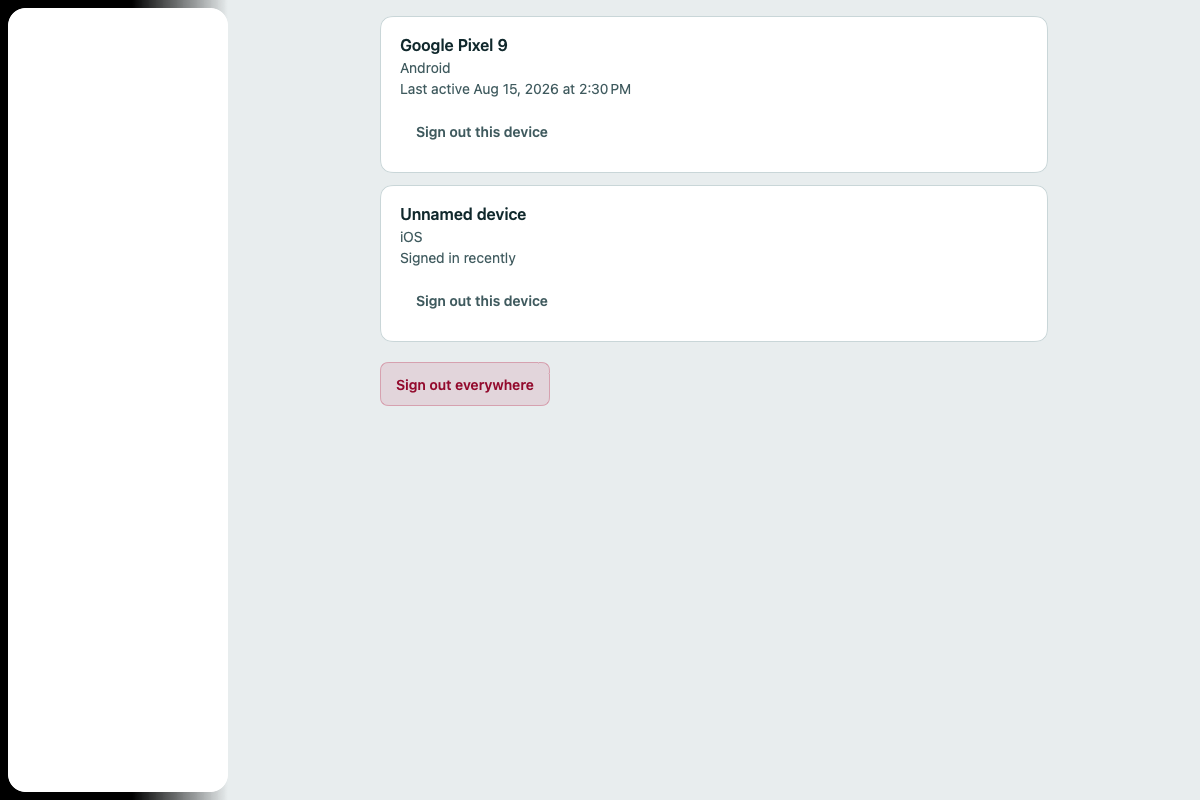 Google Pixel 9
Android
Last active Aug 15, 2026 at 2:30 PM
Sign out this device
Unnamed device
iOS
Signed in recently
Sign out this device
Sign out everywhere